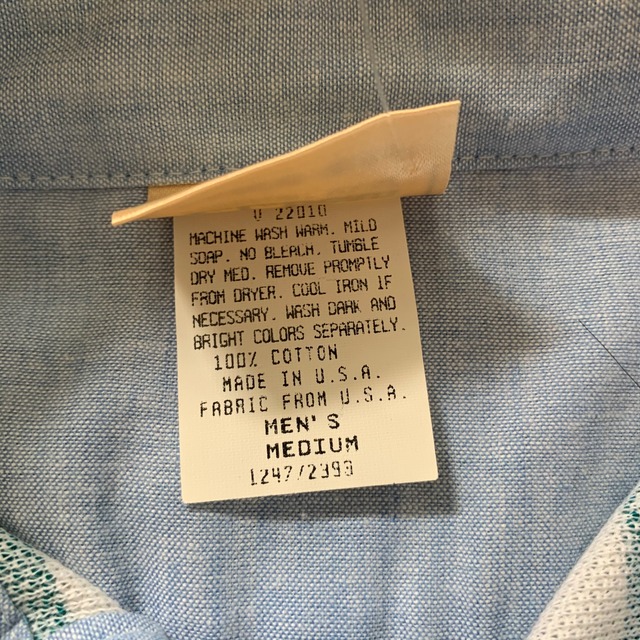 U 22010
MACHINE WASH WARM. MILD
SOAP. NO BLEACH. TUMBLE
DRY MED. REMOVE PROMPTLY
FROM DRYER. COOL IRON IF
NECESSARY. WASH DARK AND
BRIGHT COLORS SEPARATELY.
100% COTTON
MADE IN U.S.A.
FABRIC FROM U.S.A.
MEN'S
MEDIUM
1247/2393